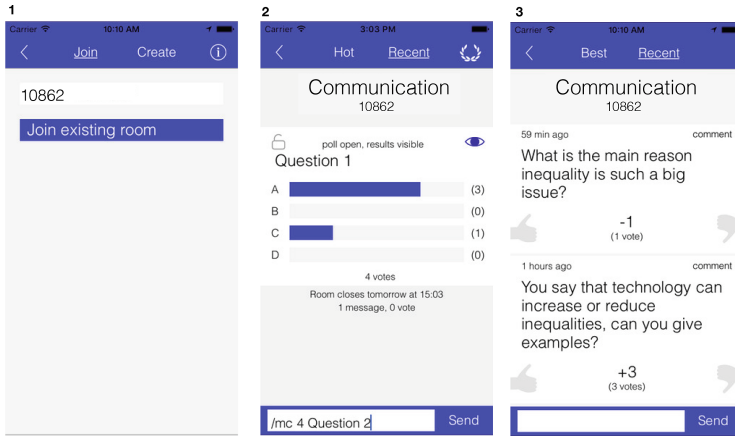 1
Carrier 10:10 AM
Join Create
10862
Join existing room
2
Carrier 3:03 PM
Hot Recent
Communication
10862
poll open, results visible
Question 1
A (3)
B (0)
C (1)
D (0)
4 votes
Room closes tomorrow at 15:03
1 message, 0 vote
/mc 4 Question 2
Send
3
Carrier 10:10 AM
Best Recent
Communication
10862
59 min ago comment
What is the main reason
inequality is such a big
issue?
-1
(1 vote)
1 hours ago comment
You say that technology can
increase or reduce
inequalities, can you give
examples?
+3
(3 votes)
Send